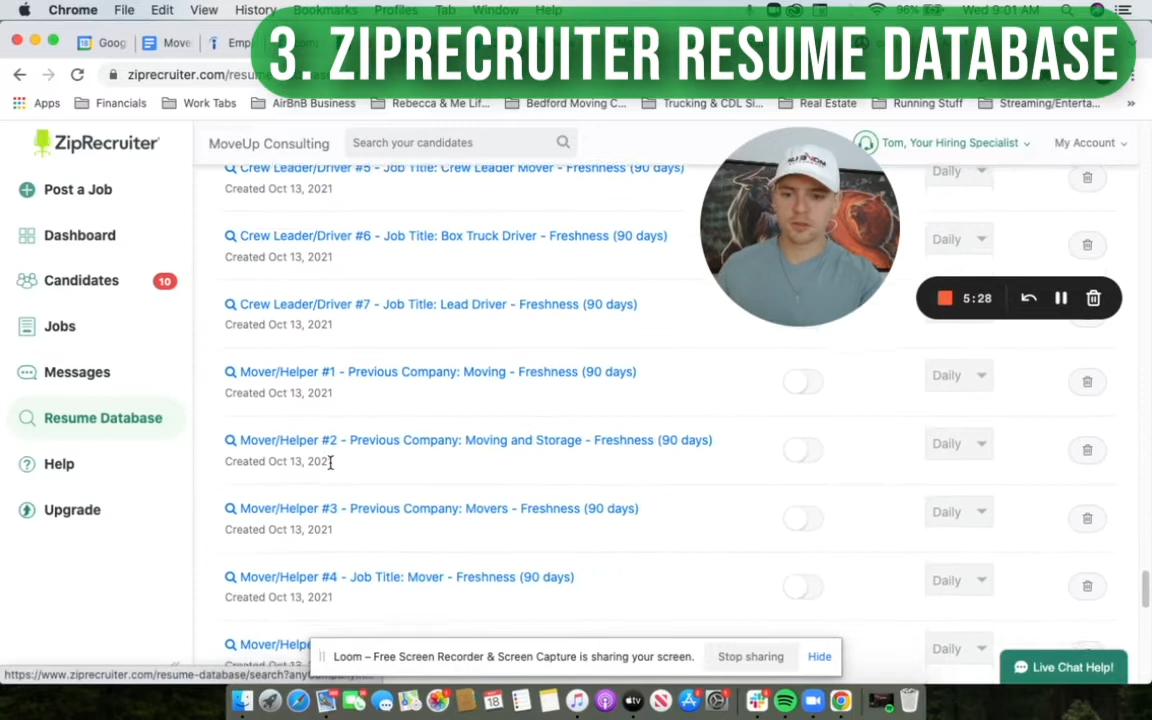 Chrome File Edit View History Bookmarks Profiles Tab Window Help 96% Wed 9:01 AM
3. ZIPRECRUITER RESUME DATABASE
Goog Move Emp
ziprecruiter.com/resu
Apps Financials Work Tabs AirBnB Business Rebecca & Me Lif... Bedford Moving C... Trucking & CDL Si... Real Estate Running Stuff Streaming/Enterta... »
ZipRecruiter MoveUp Consulting Search your candidates Tom, Your Hiring Specialist My Account
Post a Job
Dashboard
Candidates 10
Jobs
Messages
Resume Database
Help
Upgrade
Crew Leader/Driver #5 - Job Title: Crew Leader Mover - Freshness (90 days)
Created Oct 13, 2021
Daily
Crew Leader/Driver #6 - Job Title: Box Truck Driver - Freshness (90 days)
Created Oct 13, 2021
Daily
Crew Leader/Driver #7 - Job Title: Lead Driver - Freshness (90 days)
Created Oct 13, 2021
5:28
Mover/Helper #1 - Previous Company: Moving - Freshness (90 days)
Created Oct 13, 2021
Daily
Mover/Helper #2 - Previous Company: Moving and Storage - Freshness (90 days)
Created Oct 13, 2021
Daily
Mover/Helper #3 - Previous Company: Movers - Freshness (90 days)
Created Oct 13, 2021
Daily
Mover/Helper #4 - Job Title: Mover - Freshness (90 days)
Created Oct 13, 2021
Daily
Mover/Helpe
Daily
Loom – Free Screen Recorder & Screen Capture is sharing your screen. Stop sharing Hide
Live Chat Help!
https://www.ziprecruiter.com/resume-database/search?anyCompany
18
tv